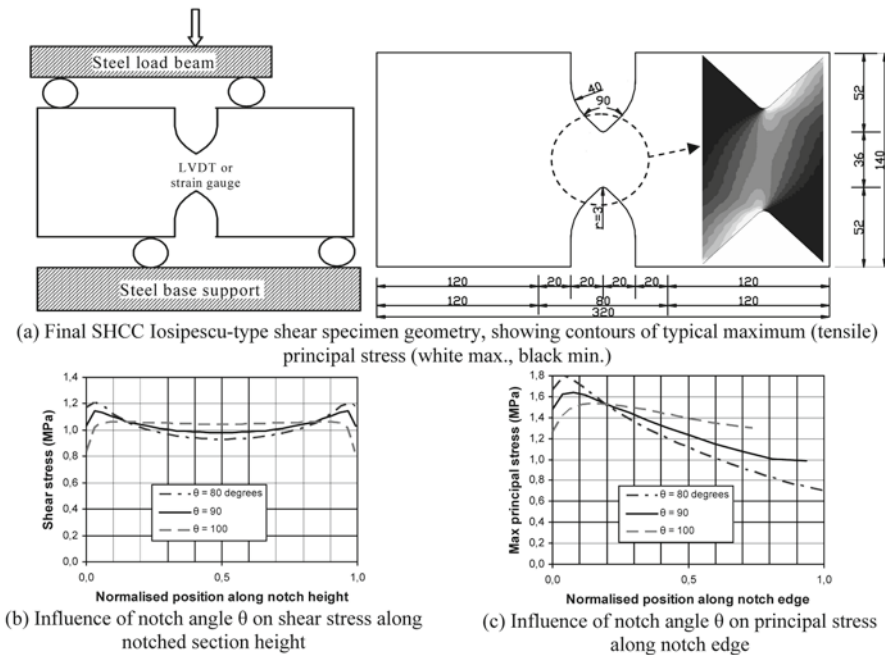 Steel load beam
LVDT or
strain gauge
Steel base support
40
90
r=3
52
36
52
140
120
20
20
20
20
120
120
80
120
320
(a) Final SHCC Iosipescu-type shear specimen geometry, showing contours of typical maximum (tensile)
principal stress (white max., black min.)
1,4
1,2
1,0
0,8
0,6
0,4
0,2
0,0
Shear stress (MPa)
θ = 80 degrees
θ = 90
θ = 100
0,0
0,5
1,0
Normalised position along notch height
(b) Influence of notch angle θ on shear stress along
notched section height
1,8
1,6
1,4
1,2
1,0
0,8
0,6
0,4
0,2
0,0
Max principal stress (MPa)
θ = 80 degrees
θ = 90
θ = 100
0,0
0,5
1,0
Normalised position along notch edge
(c) Influence of notch angle θ on principal stress
along notch edge